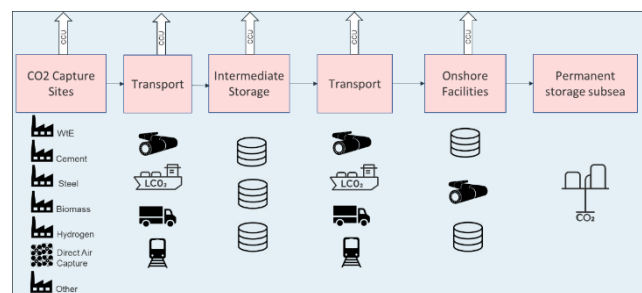 CCU
CCU
CCU
CCU
CCU
CO2 Capture
Sites
Transport
Intermediate
Storage
Transport
Onshore
Facilities
Permanent
storage subsea
WtE
Cement
Steel
Biomass
Hydrogen
Direct Air
Capture
Other
LCO₂
LCO₂
CO₂